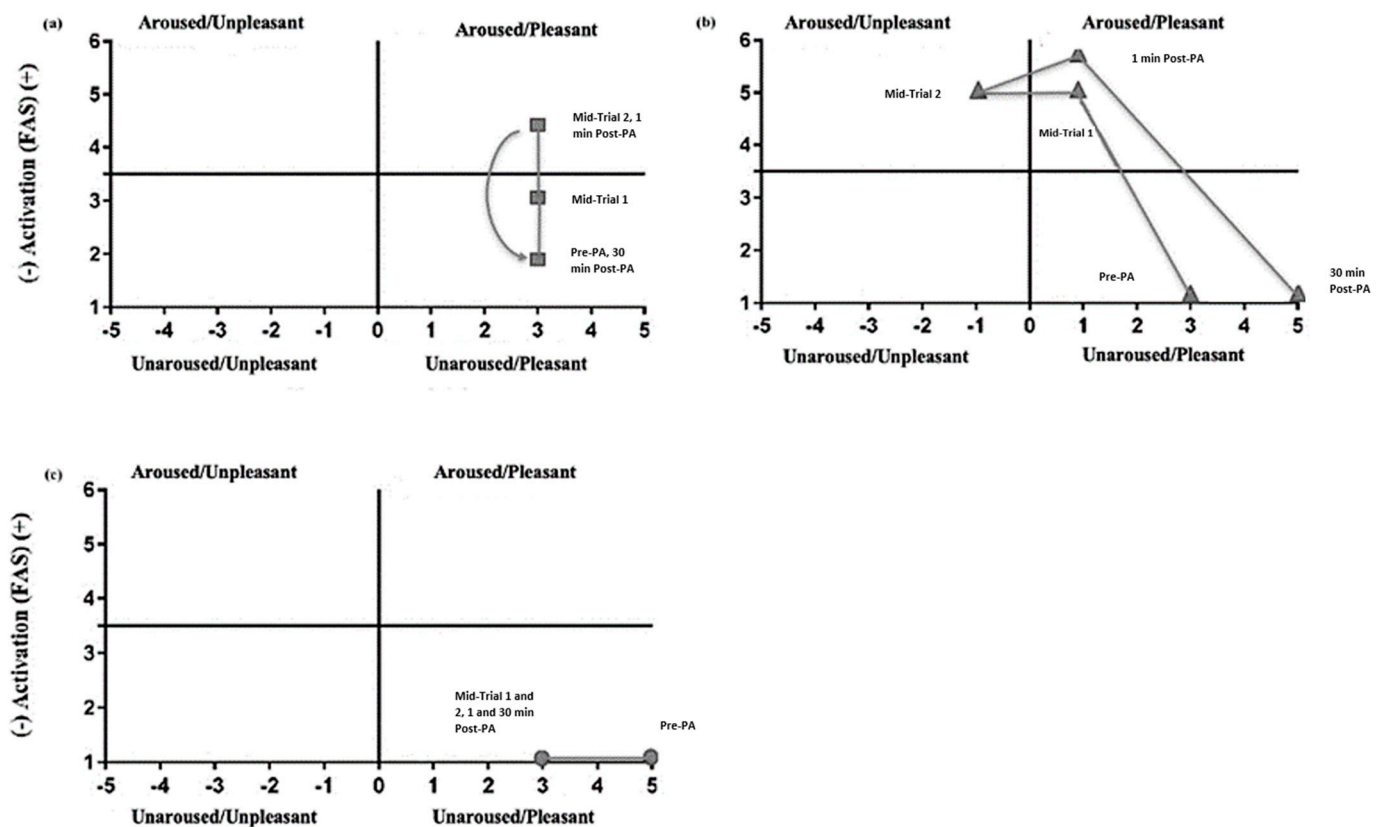 (a)
Aroused/Unpleasant
Aroused/Pleasant
(-) Activation (FAS) (+)
6
5
4
3
2
1
Mid-Trial 2, 1
min Post-PA
Mid-Trial 1
Pre-PA, 30
min Post-PA
-5 -4 -3 -2 -1 0 1 2 3 4 5
Unaroused/Unpleasant
Unaroused/Pleasant
(b)
Aroused/Unpleasant
Aroused/Pleasant
6
5
4
3
2
1
1 min Post-PA
Mid-Trial 2
Mid-Trial 1
Pre-PA
30 min
Post-PA
-5 -4 -3 -2 -1 0 1 2 3 4 5
Unaroused/Unpleasant
Unaroused/Pleasant
(c)
Aroused/Unpleasant
Aroused/Pleasant
(-) Activation (FAS) (+)
6
5
4
3
2
1
Mid-Trial 1 and
2, 1 and 30 min
Post-PA
Pre-PA
-5 -4 -3 -2 -1 0 1 2 3 4 5
Unaroused/Unpleasant
Unaroused/Pleasant